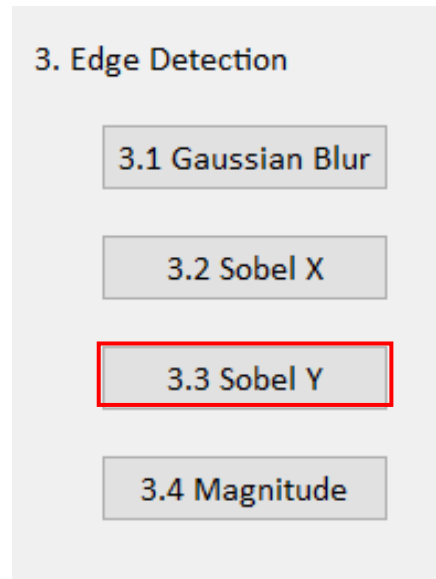 3. Edge Detection
3.1 Gaussian Blur
3.2 Sobel X
3.3 Sobel Y
3.4 Magnitude